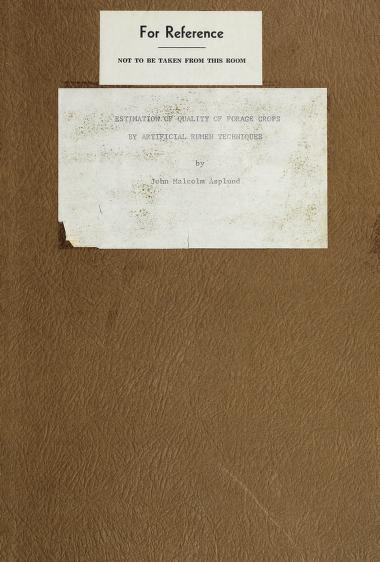 For Reference
NOT TO BE TAKEN FROM THIS ROOM
ESTIMATION OF QUALITY OF FORAGE CROPS
BY ARTIFICIAL RUMEN TECHNIQUES
by
John Malcolm Asplund